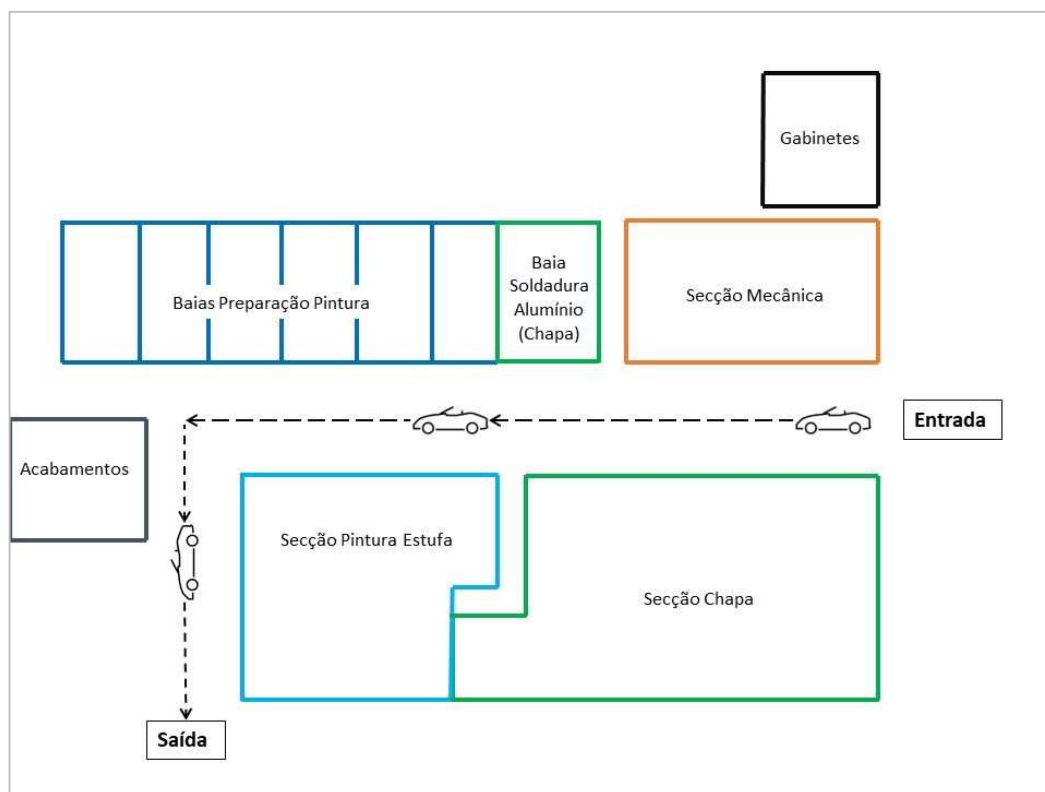 Gabinetes
Baias Preparação Pintura
Baia
Soldadura
Alumínio
(Chapa)
Secção Mecânica
Entrada
Acabamentos
Secção Pintura Estufa
Secção Chapa
Saída